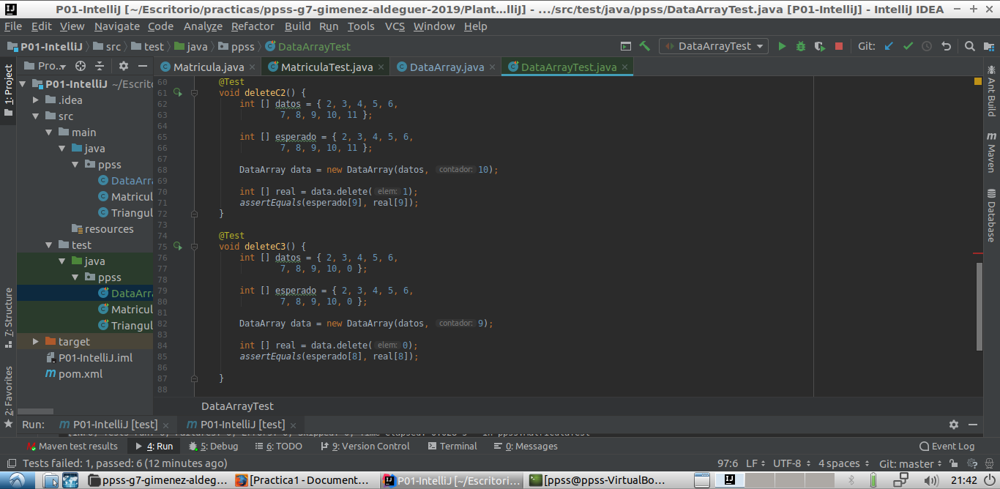 P01-IntelliJ [~/Escritorio/practicas/ppss-g7-gimenez-aldeguer-2019/Plant...lliJ] - .../src/test/java/ppss/DataArrayTest.java [P01-IntelliJ] - IntelliJ IDEA
File Edit View Navigate Code Analyze Refactor Build Run Tools VCS Window Help
P01-IntelliJ src test java ppss DataArrayTest DataArrayTest Git:
1: Project
7: Structure
2: Favorites
Pro...
P01-IntelliJ ~/Escrito
.idea
src
main
java
ppss
DataArra
Matricul
Triangul
resources
test
java
ppss
DataArra
Matricul
Triangul
target
P01-IntelliJ.iml
pom.xml
Matricula.java MatriculaTest.java DataArray.java DataArrayTest.java
60 @Test
61 void deleteC2() {
62 int [] datos = { 2, 3, 4, 5, 6,
63 7, 8, 9, 10, 11 };
64
65 int [] esperado = { 2, 3, 4, 5, 6,
66 7, 8, 9, 10, 11 };
67
68 DataArray data = new DataArray(datos, contador: 10);
69
70 int [] real = data.delete( elem: 1);
71 assertEquals(esperado[9], real[9]);
72 }
73
74 @Test
75 void deleteC3() {
76 int [] datos = { 2, 3, 4, 5, 6,
77 7, 8, 9, 10, 0 };
78
79 int [] esperado = { 2, 3, 4, 5, 6,
80 7, 8, 9, 10, 0 };
81
82 DataArray data = new DataArray(datos, contador: 9);
83
84 int [] real = data.delete( elem: 0);
85 assertEquals(esperado[8], real[8]);
86
87 }
88
DataArrayTest
Ant Build
Maven
Database
Run: P01-IntelliJ [test] P01-IntelliJ [test]
Maven test results 4: Run 5: Debug 6: TODO 9: Version Control Terminal 0: Messages Event Log
Tests failed: 1, passed: 6 (12 minutes ago) 97:6 LF UTF-8 4 spaces Git: master
ppss-g7-gimenez-aldeg... [Practica1 - Document... P01-IntelliJ [~/Escritori... [ppss@ppss-VirtualBo... 21:42